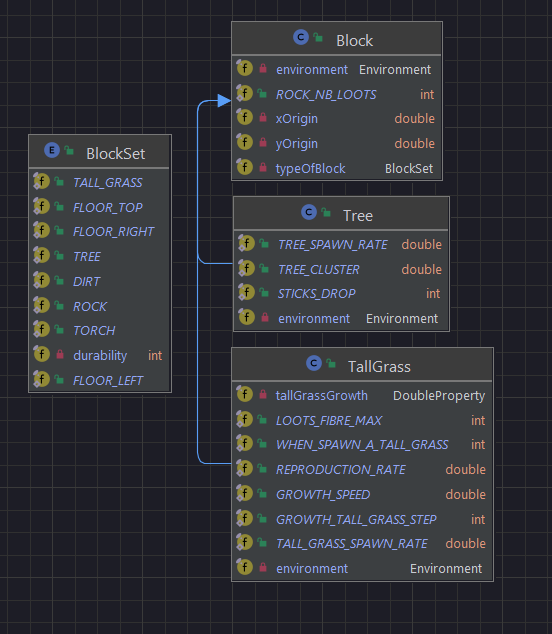 Block
environment Environment
ROCK_NB_LOOTS int
xOrigin double
yOrigin double
typeOfBlock BlockSet
BlockSet
TALL_GRASS
FLOOR_TOP
FLOOR_RIGHT
TREE
DIRT
ROCK
TORCH
durability int
FLOOR_LEFT
Tree
TREE_SPAWN_RATE double
TREE_CLUSTER double
STICKS_DROP int
environment Environment
TallGrass
tallGrassGrowth DoubleProperty
LOOTS_FIBRE_MAX int
WHEN_SPAWN_A_TALL_GRASS int
REPRODUCTION_RATE double
GROWTH_SPEED double
GROWTH_TALL_GRASS_STEP int
TALL_GRASS_SPAWN_RATE double
environment Environment